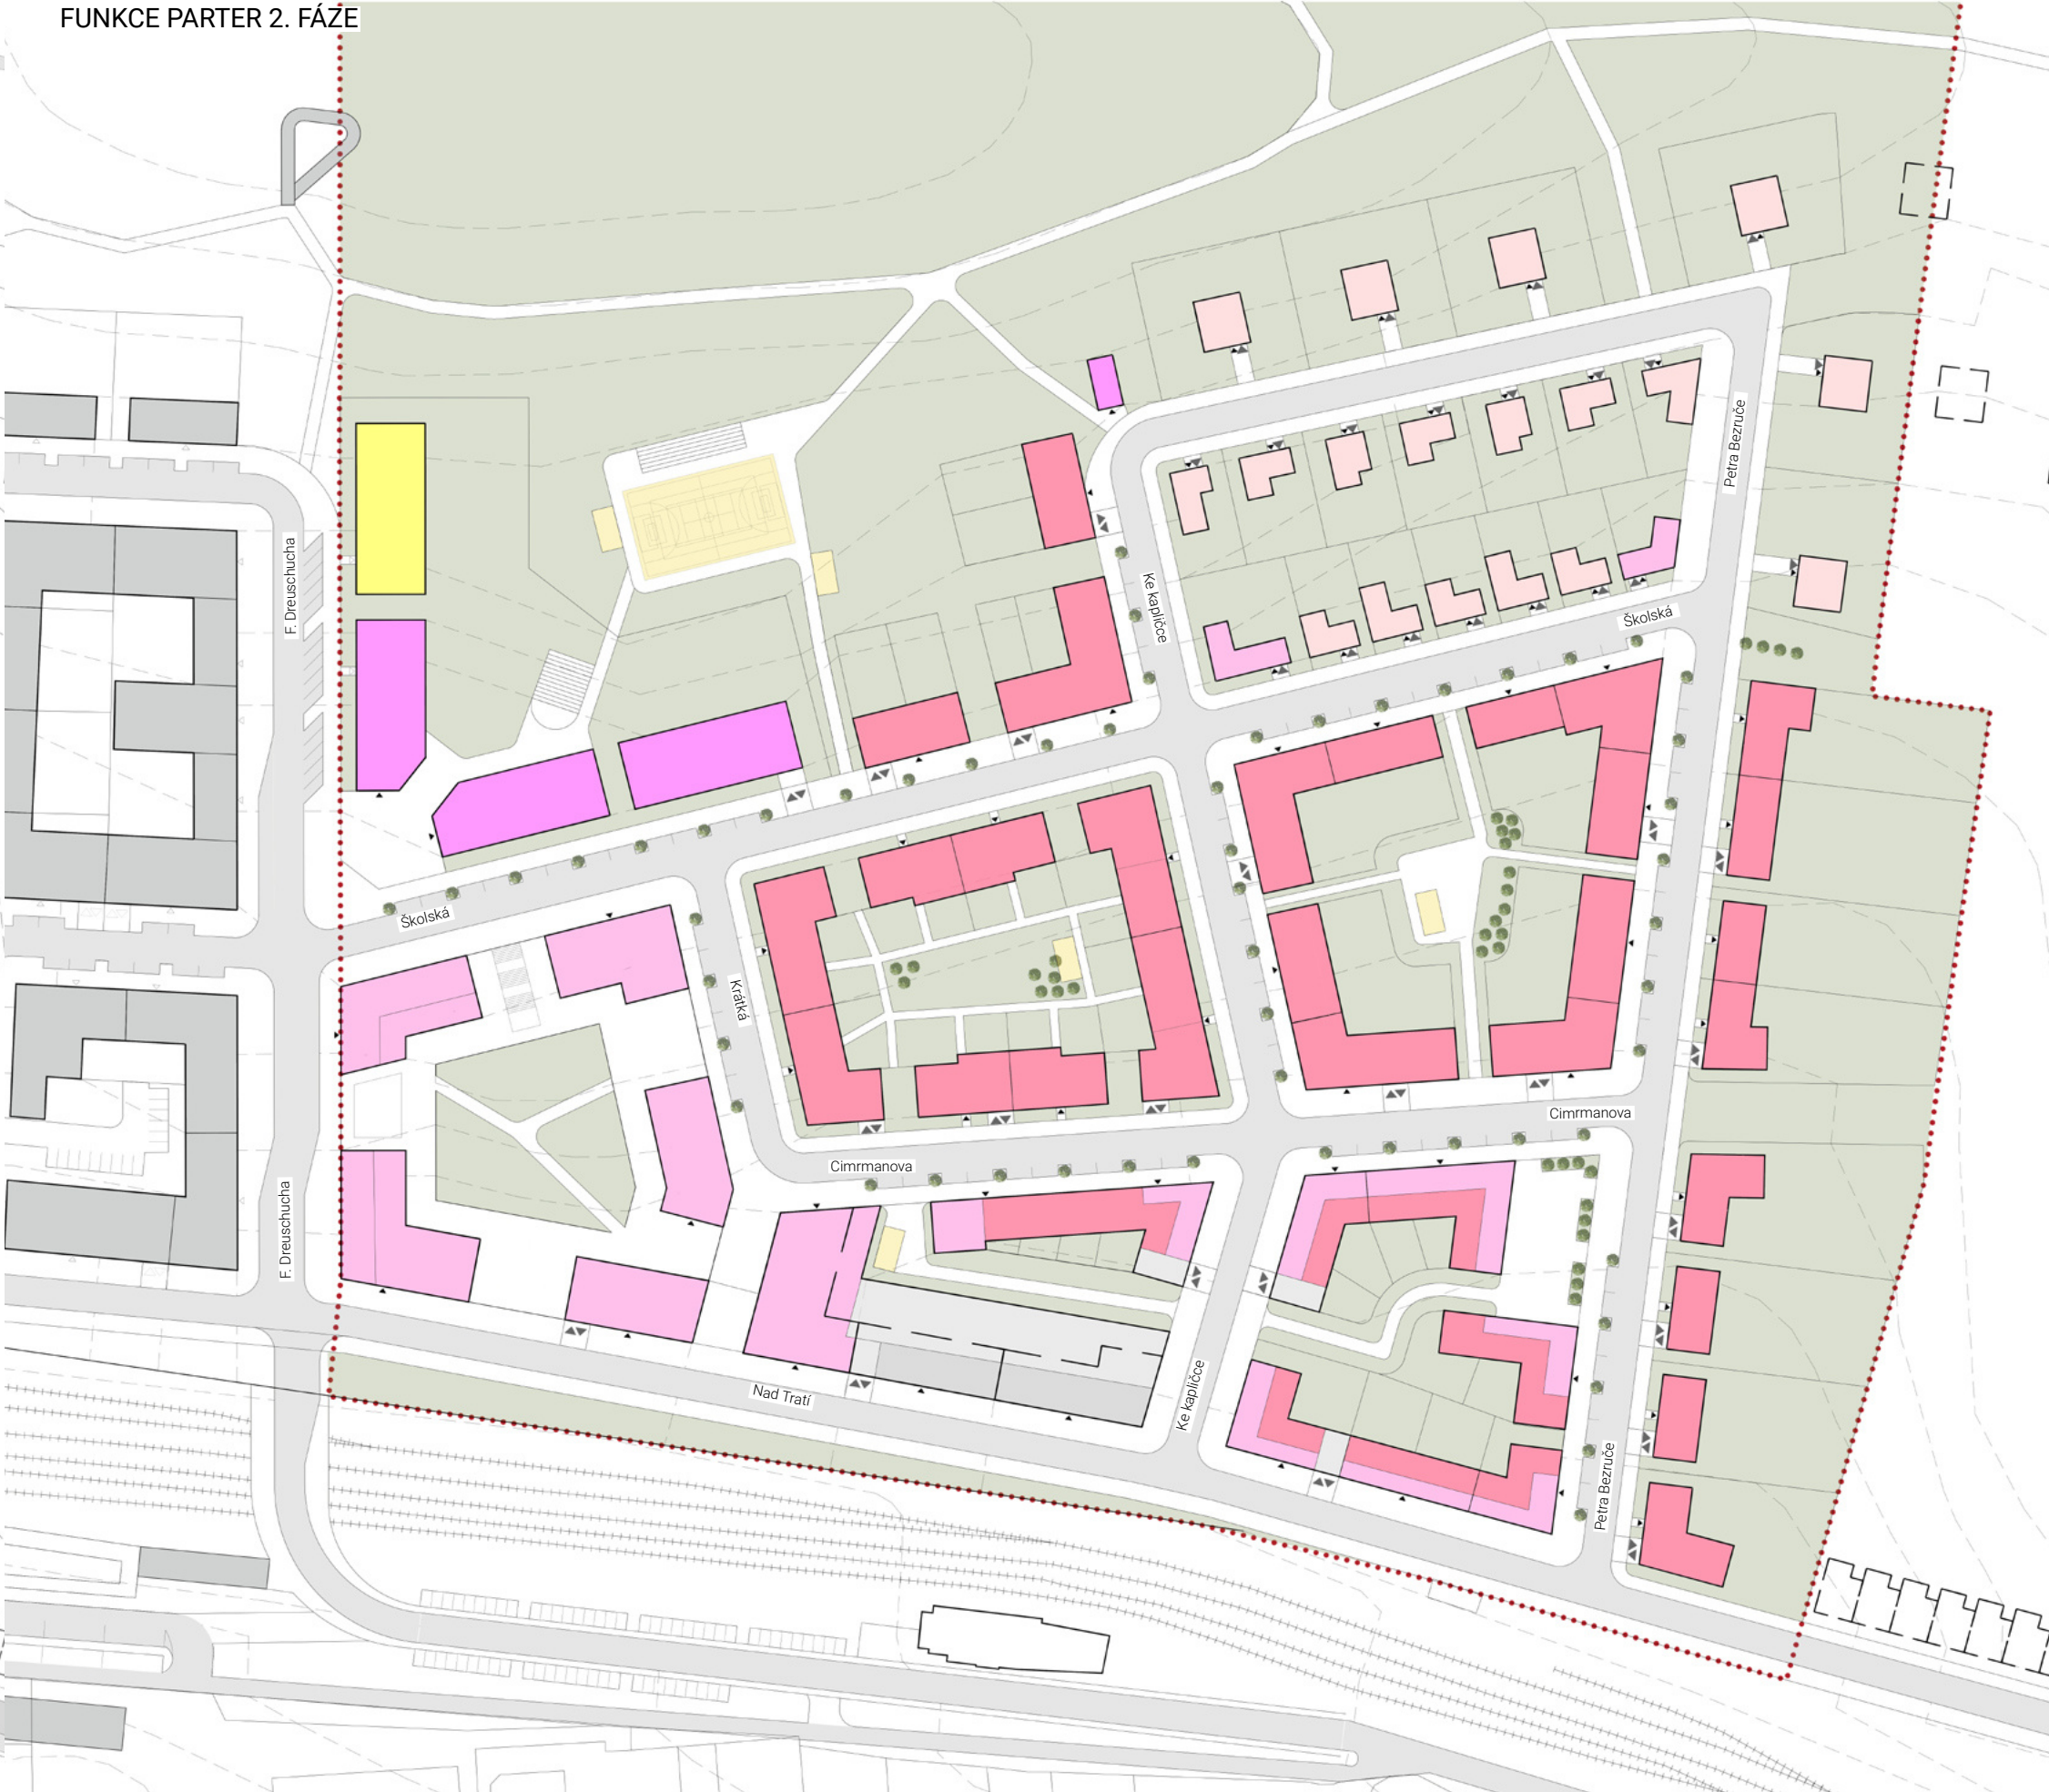 FUNKCE PARTER 2. FÁZE
Petra Bezruče
F. Dreuschucha
Ke kapličce
Školská
Školská
Krátká
Cimrmanova
Cimrmanova
F. Dreuschucha
Nad Tratí
Ke kapličce
Petra Bezruče